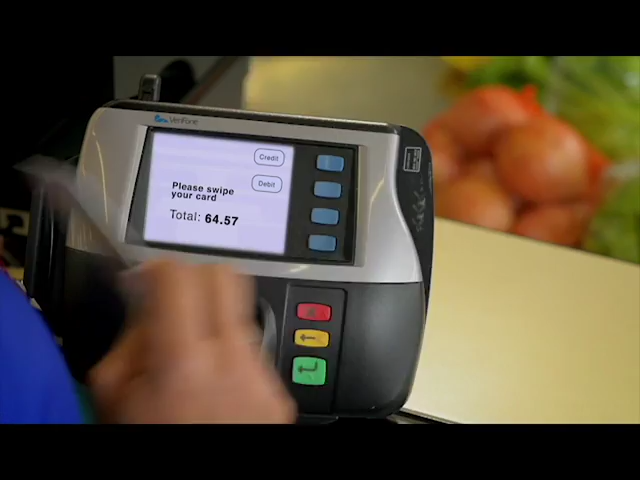 VeriFone
Credit
Debit
Please swipe
your card
Total: 64.57